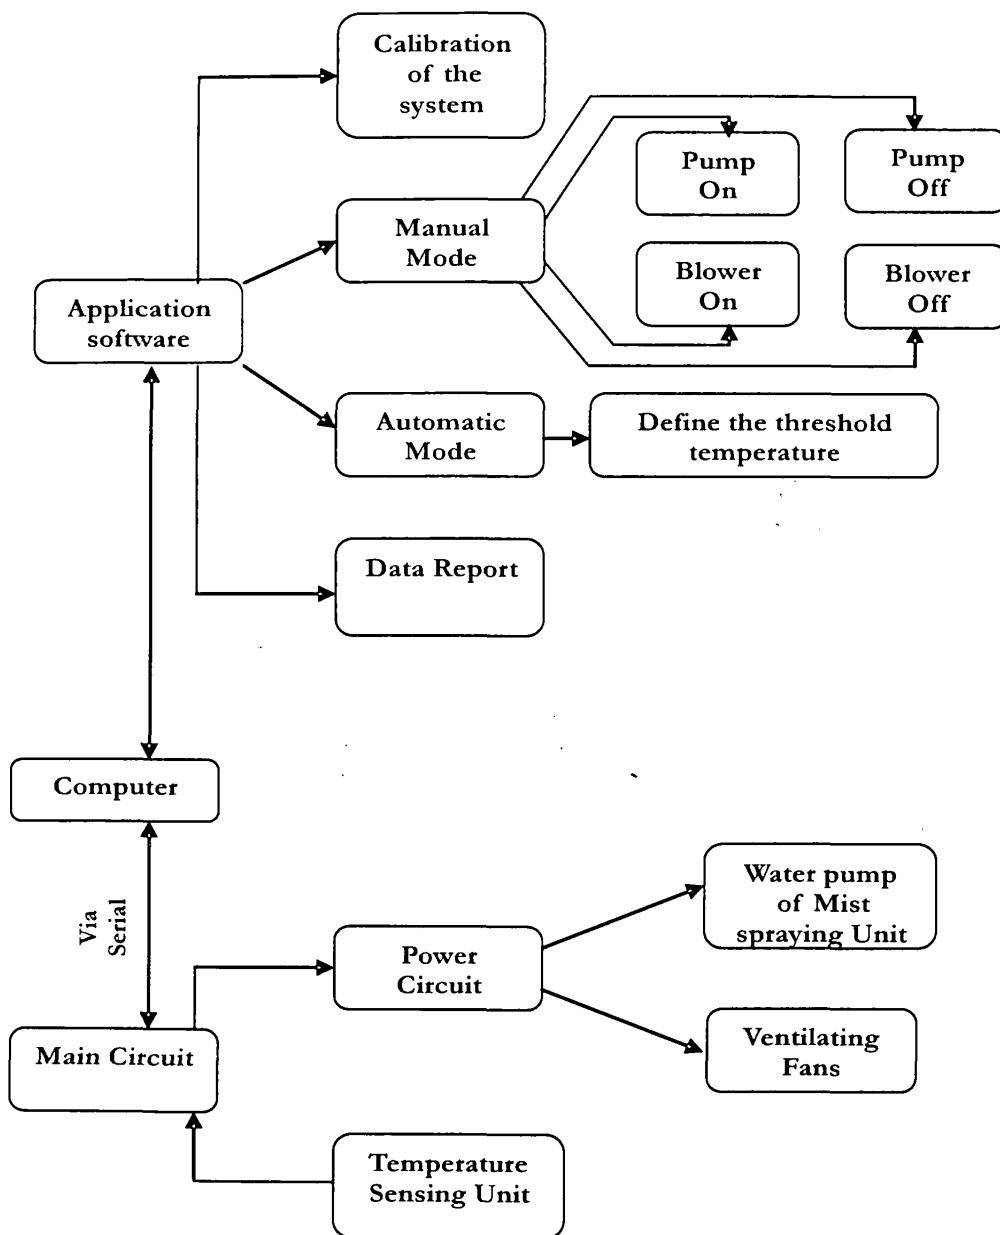 Calibration
of the
system
Pump
On
Pump
Off
Manual
Mode
Blower
On
Blower
Off
Application
software
Automatic
Mode
Define the threshold
temperature
Data Report
Computer
Via
Serial
Water pump
of Mist
spraying Unit
Power
Circuit
Main Circuit
Ventilating
Fans
Temperature
Sensing Unit